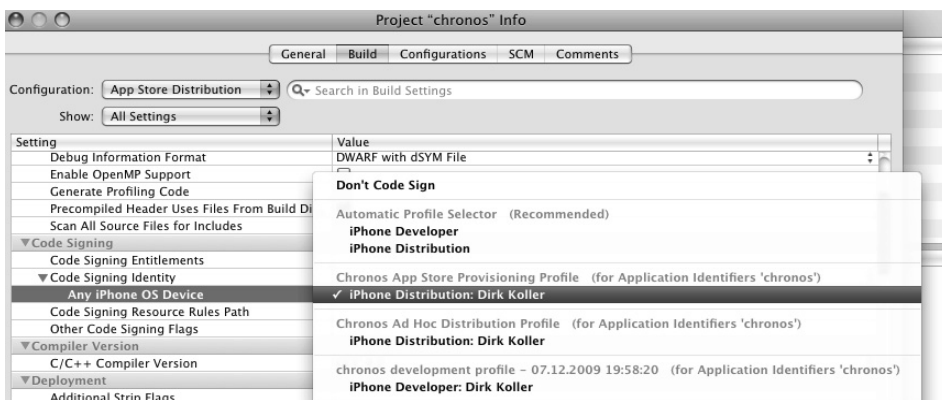 Project “chronos” Info
General Build Configurations SCM Comments
Configuration: App Store Distribution Search in Build Settings
Show: All Settings
Setting Value
Debug Information Format DWARF with dSYM File
Enable OpenMP Support
Generate Profiling Code
Precompiled Header Uses Files From Build Di
Scan All Source Files for Includes
Code Signing
Code Signing Entitlements
Code Signing Identity
Any iPhone OS Device
Code Signing Resource Rules Path
Other Code Signing Flags
Compiler Version
C/C++ Compiler Version
Deployment
Additional Strip Flags
Don't Code Sign
Automatic Profile Selector (Recommended)
iPhone Developer
iPhone Distribution
Chronos App Store Provisioning Profile (for Application Identifiers 'chronos')
✓ iPhone Distribution: Dirk Koller
Chronos Ad Hoc Distribution Profile (for Application Identifiers 'chronos')
iPhone Distribution: Dirk Koller
chronos development profile – 07.12.2009 19:58:20 (for Application Identifiers 'chronos')
iPhone Developer: Dirk Koller